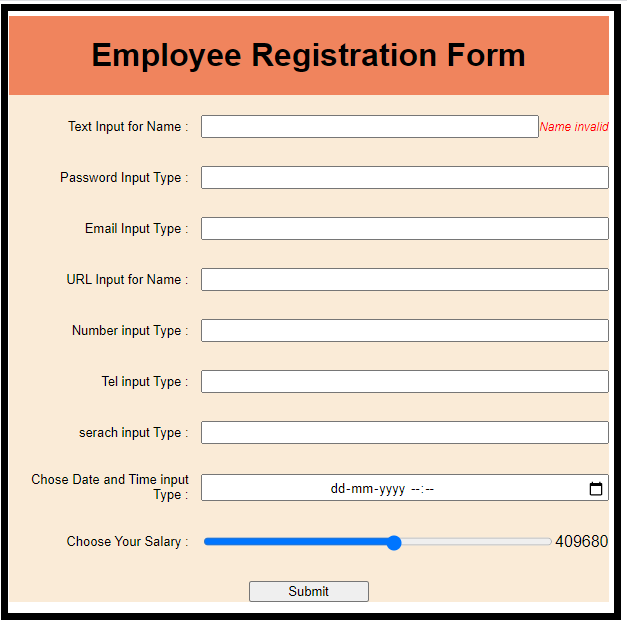 Employee Registration Form
Text Input for Name : Name invalid
Password Input Type :
Email Input Type :
URL Input for Name :
Number input Type :
Tel input Type :
serach input Type :
Chose Date and Time input
Type : dd-mm-yyyy --:--
Choose Your Salary : 409680
Submit